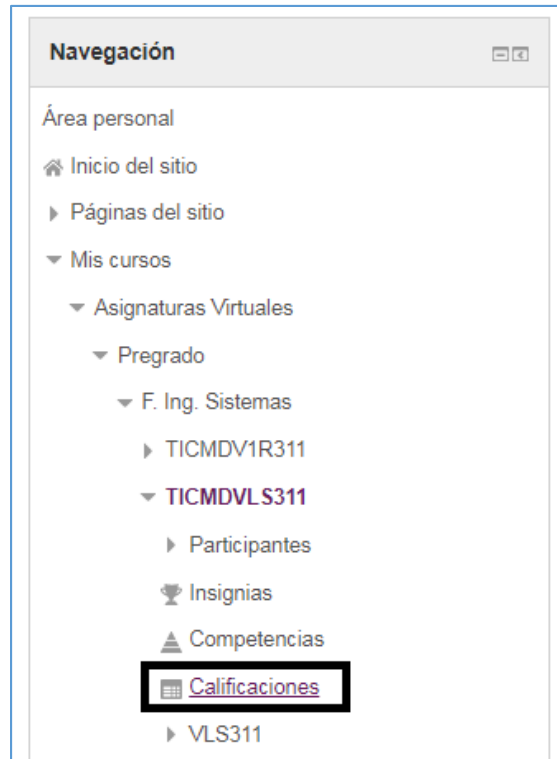 Navegación
Área personal
Inicio del sitio
Páginas del sitio
Mis cursos
Asignaturas Virtuales
Pregrado
F. Ing. Sistemas
TICMDV1R311
TICMDVLS311
Participantes
Insignias
Competencias
Calificaciones
VLS311